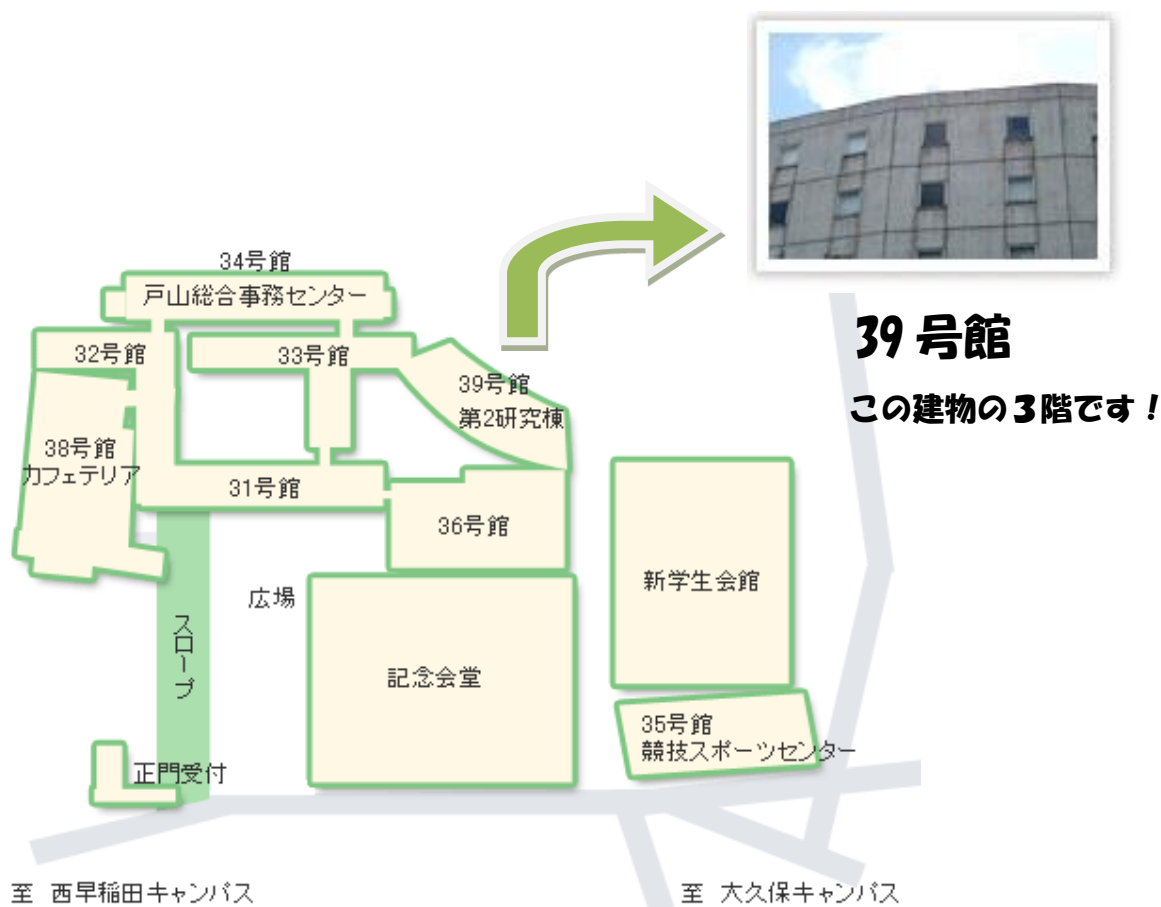 34号館
戸山総合事務センター
32号館
33号館
39号館
第2研究棟
39号館
この建物の3階です!
38号館
カフェテリア
31号館
36号館
広場
新学生会館
スロープ
記念会堂
35号館
競技スポーツセンター
正門受付
至 西早稲田キャンパス
至 大久保キャンパス